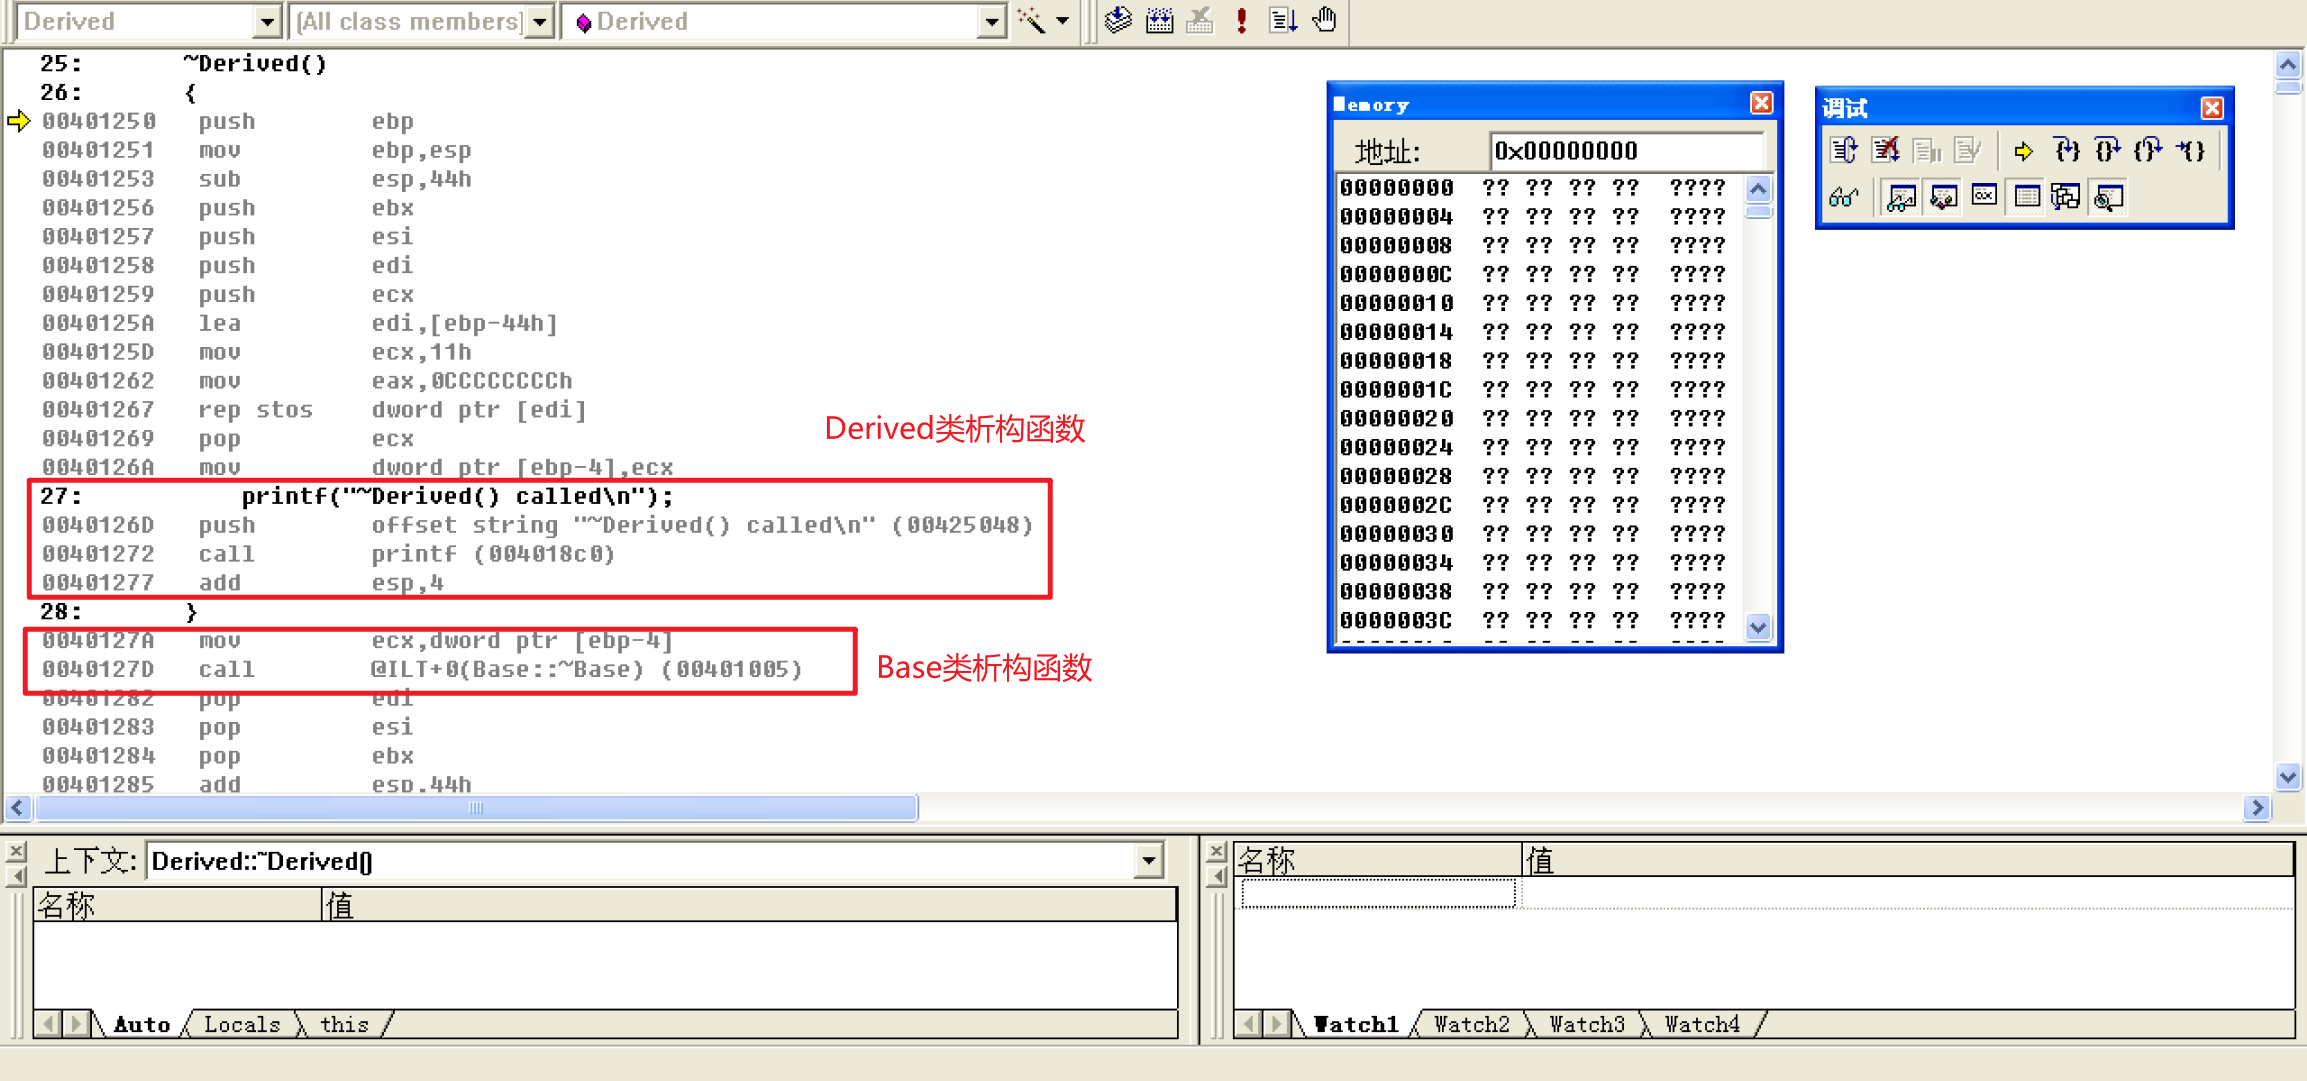 Derived
(All class members)
Derived
25: ~Derived()
26: {
00401250 push ebp
00401251 mov ebp,esp
00401253 sub esp,44h
00401256 push ebx
00401257 push esi
00401258 push edi
00401259 push ecx
0040125A lea edi,[ebp-44h]
0040125D mov ecx,11h
00401262 mov eax,0CCCCCCCCh
00401267 rep stos dword ptr [edi]
00401269 pop ecx
0040126A mov dword ptr [ebp-4],ecx
Derived类析构函数
27: printf("~Derived() called\n");
0040126D push offset string "~Derived() called\n" (00425048)
00401272 call printf (004018c0)
00401277 add esp,4
28: }
0040127A mov ecx,dword ptr [ebp-4]
0040127D call @ILT+0(Base::~Base) (00401005)
Base类析构函数
00401282 pop edi
00401283 pop esi
00401284 pop ebx
00401285 add esp,44h
Memory
地址: 0x00000000
00000000 ?? ?? ?? ?? ????
00000004 ?? ?? ?? ?? ????
00000008 ?? ?? ?? ?? ????
0000000C ?? ?? ?? ?? ????
00000010 ?? ?? ?? ?? ????
00000014 ?? ?? ?? ?? ????
00000018 ?? ?? ?? ?? ????
0000001C ?? ?? ?? ?? ????
00000020 ?? ?? ?? ?? ????
00000024 ?? ?? ?? ?? ????
00000028 ?? ?? ?? ?? ????
0000002C ?? ?? ?? ?? ????
00000030 ?? ?? ?? ?? ????
00000034 ?? ?? ?? ?? ????
00000038 ?? ?? ?? ?? ????
0000003C ?? ?? ?? ?? ????
调试
上下文: Derived::~Derived()
名称 值
Auto Locals this
名称 值
Watch1 Watch2 Watch3 Watch4